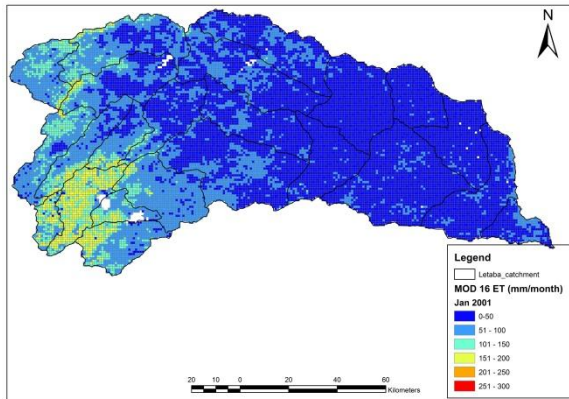 N
Legend
Letaba_catchment
MOD 16 ET (mm/month)
Jan 2001
0-50
51 - 100
101 - 150
151 - 200
201 - 250
251 - 300
20 10 0 20 40 60
Kilometers